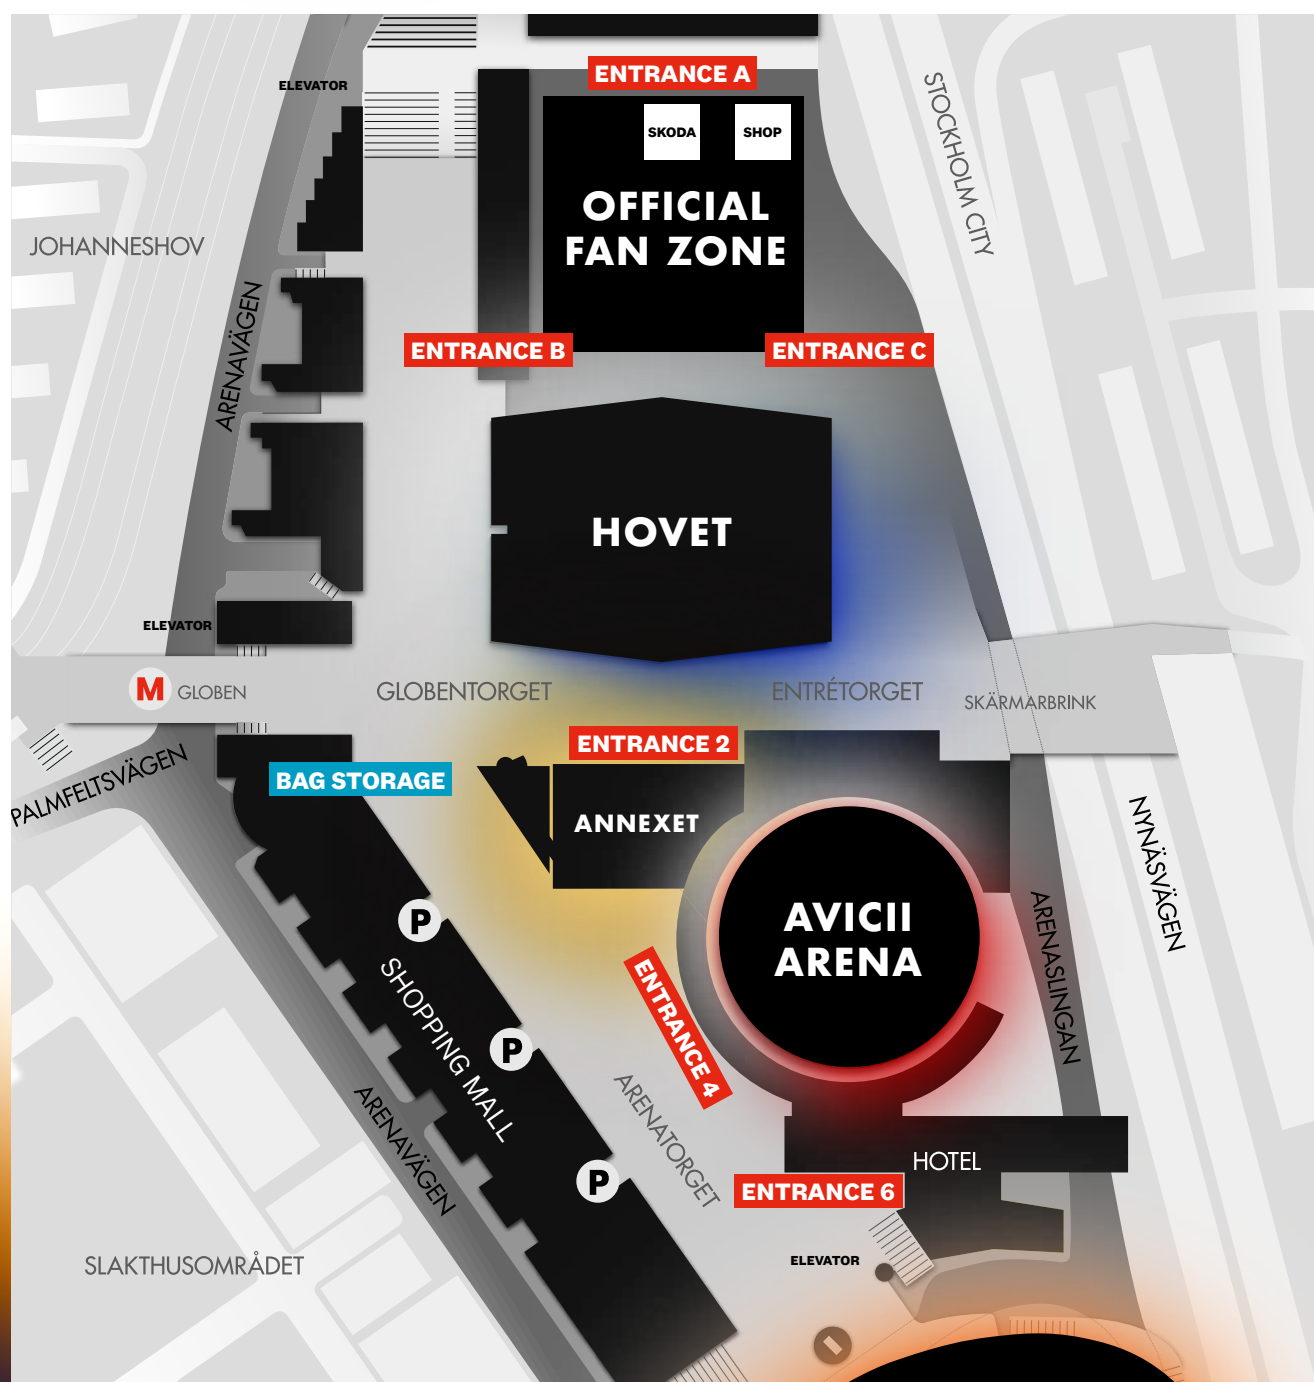 ENTRANCE A
ELEVATOR
SKODA
SHOP
STOCKHOLM CITY
OFFICIAL
FAN ZONE
JOHANNESHOV
ARENAVÄGEN
ENTRANCE B
ENTRANCE C
HOVET
ELEVATOR
M GLOBEN
GLOBENTORGET
ENTRÉTORGET
SKÄRMARBRINK
ENTRANCE 2
PALMFELTSVÄGEN
BAG STORAGE
ANNEXET
NYNÄSVÄGEN
P
AVICII
ARENA
ARENASLINGAN
SHOPPING MALL
ENTRANCE 4
P
ARENAVÄGEN
ARENATORGET
P
HOTEL
ENTRANCE 6
SLAKTHUSOMRÅDET
ELEVATOR